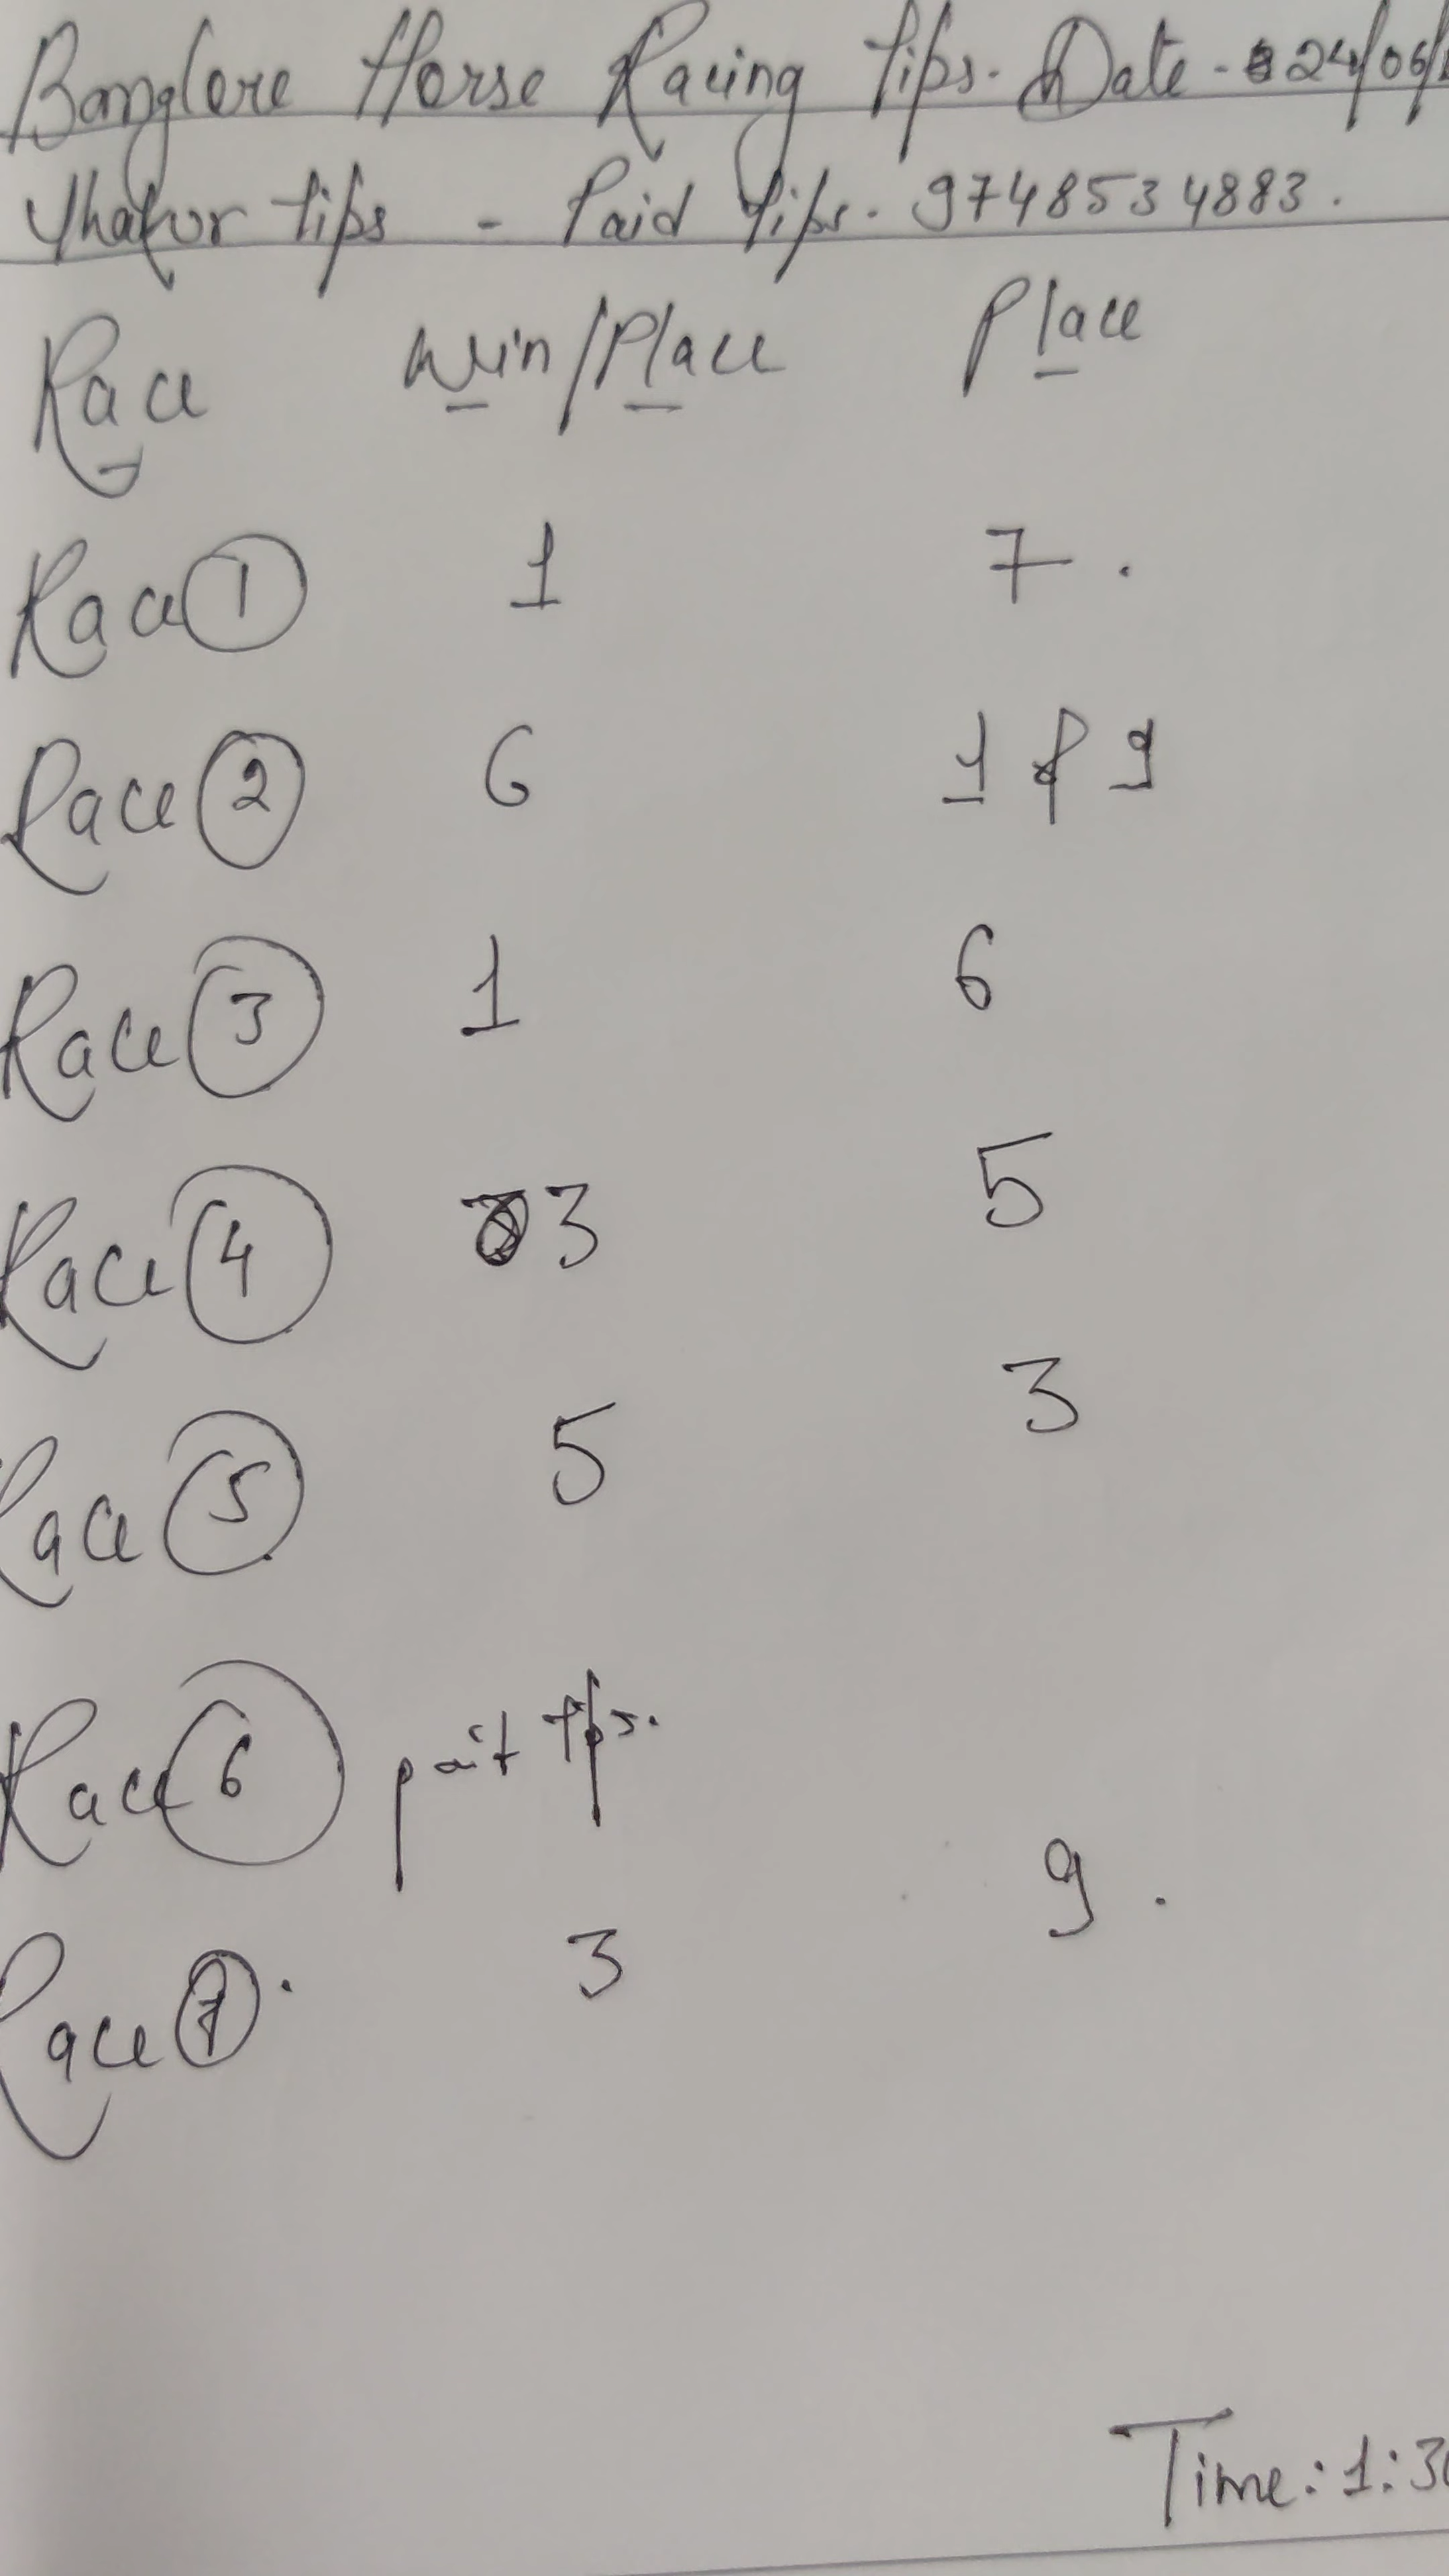 Banglore Horse Racing Tips. Date - 24/06/
Thakur tips - Paid Tips. 9748534883.
Race Win/Place Place
Race 1 1 7.
Race 2 6 1 & 9
Race 3 1 6
Race 4 3 5
Race 5 5 3
Race 6 pait tips.
Race 7. 3 9.
Time: 1:30